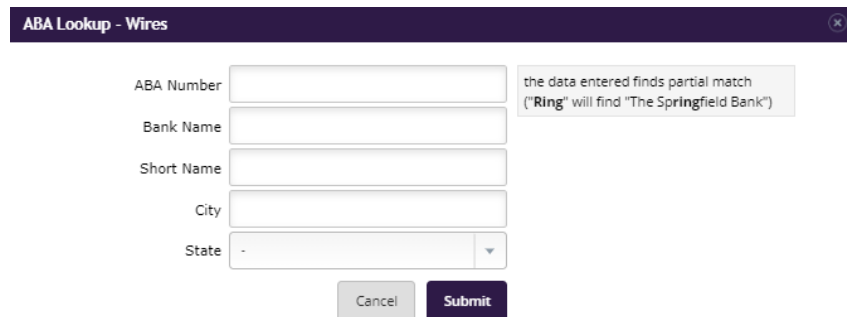 ABA Lookup - Wires
ABA Number
the data entered finds partial match
("Ring" will find "The Springfield Bank")
Bank Name
Short Name
City
State -
Cancel Submit